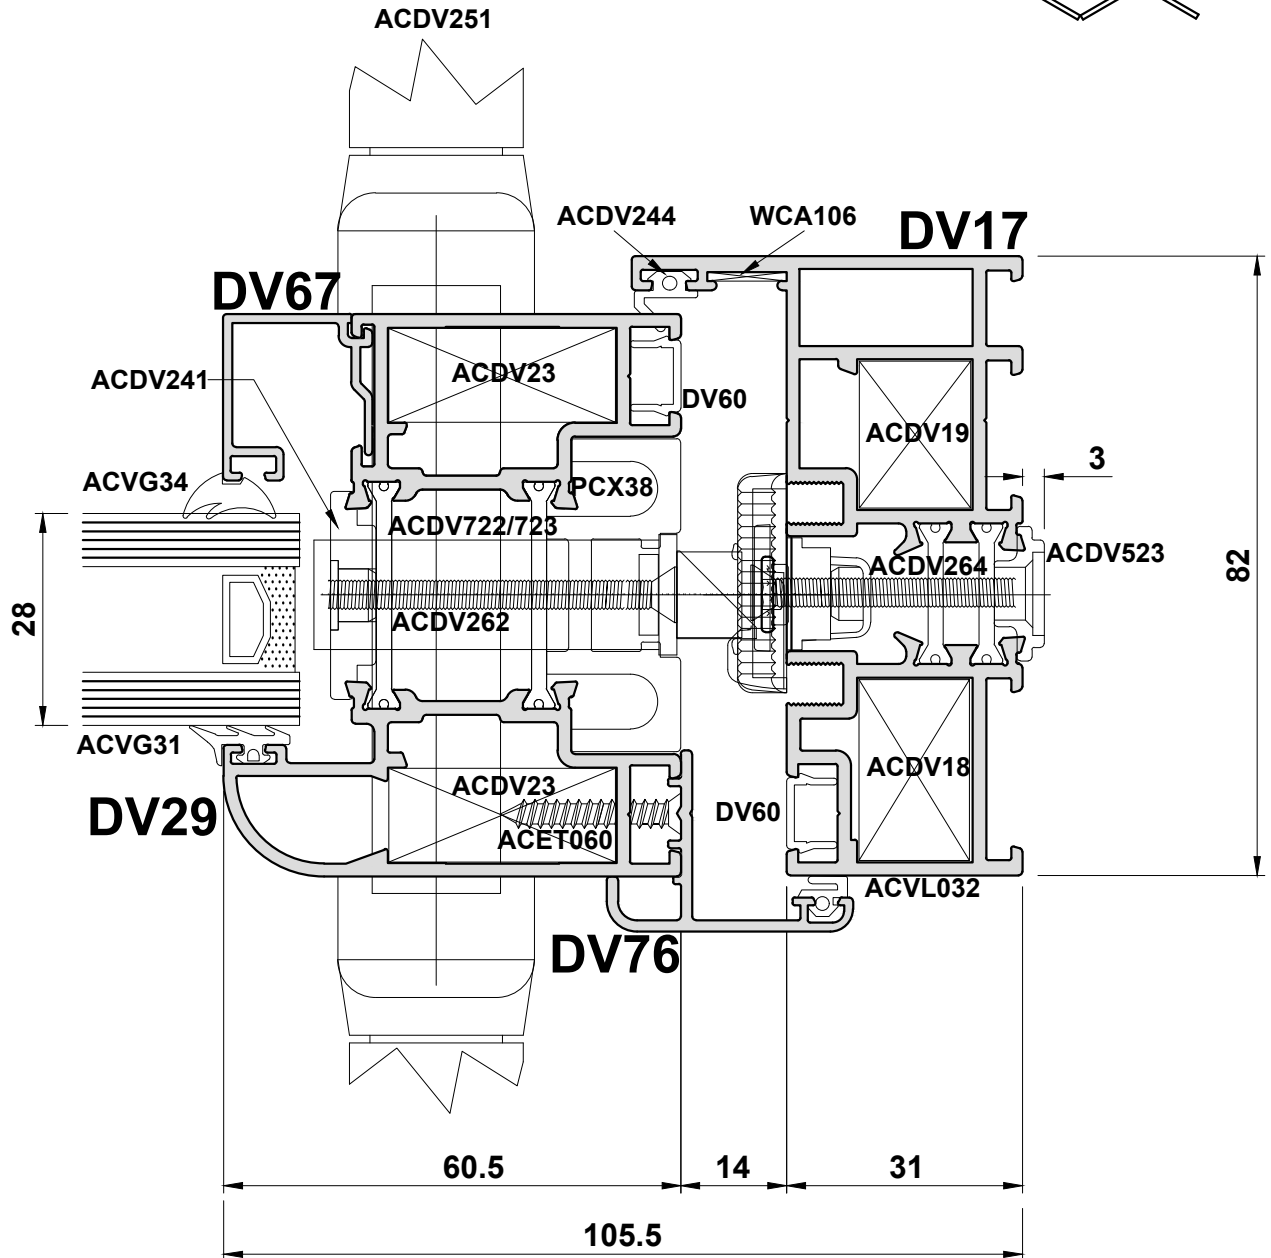 ACDV251
ACDV244
WCA106
DV17
DV67
ACDV23
ACDV241
DV60
ACDV19
3
ACVG34
PCX38
ACDV722/723
ACDV264
ACDV523
82
28
ACDV262
ACVG31
ACDV23
ACDV18
DV29
DV60
ACET060
ACVL032
DV76
60.5
14
31
105.5